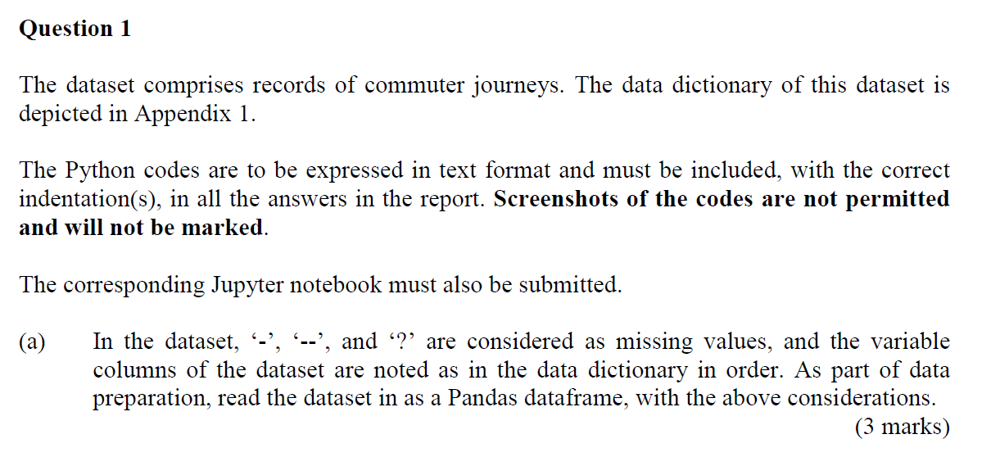 Question 1
The dataset comprises records of commuter journeys. The data dictionary of this dataset is
depicted in Appendix 1.
The Python codes are to be expressed in text format and must be included, with the correct
indentation(s), in all the answers in the report. Screenshots of the codes are not permitted
and will not be marked.
The corresponding Jupyter notebook must also be submitted.
(a) In the dataset, ‘-’, ‘--’, and ‘?’ are considered as missing values, and the variable
columns of the dataset are noted as in the data dictionary in order. As part of data
preparation, read the dataset in as a Pandas dataframe, with the above considerations.
(3 marks)